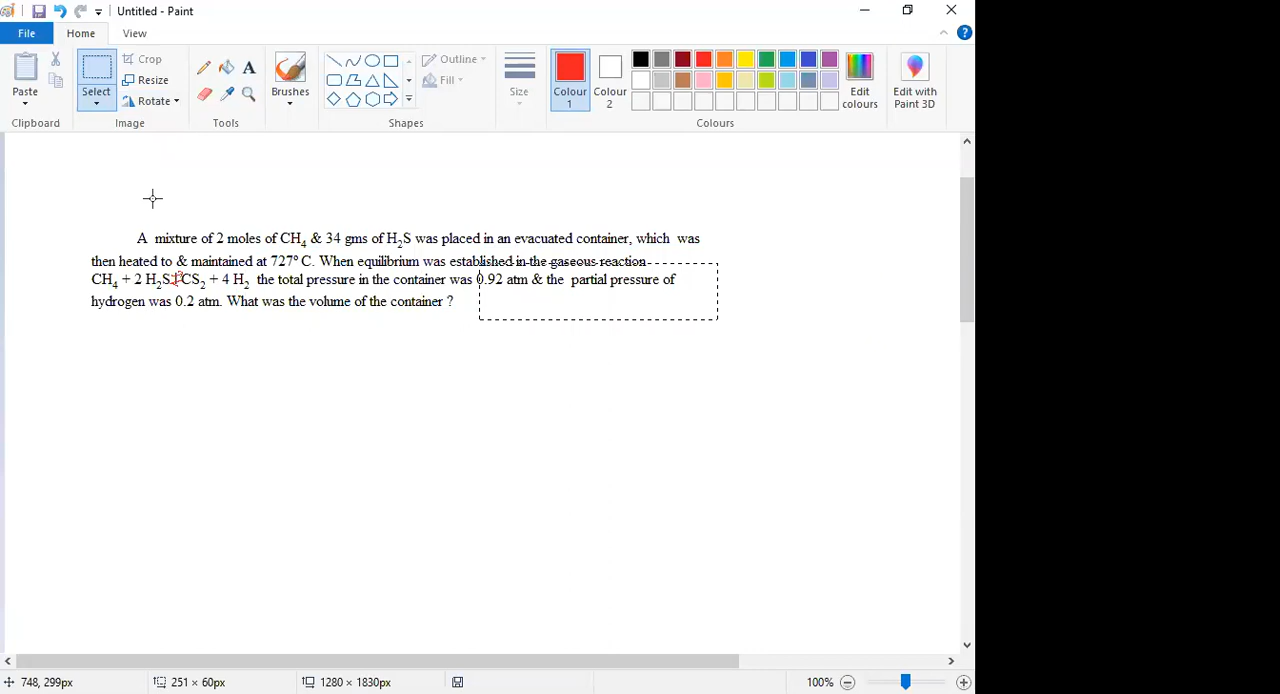 Untitled - Paint
File Home View
Paste
Clipboard
Select
Crop
Resize
Rotate
Image
A
Tools
Brushes
Shapes
Outline
Fill
Size
Colour 1
Colour 2
Edit colours
Edit with Paint 3D
Colours
A mixture of 2 moles of CH₄ & 34 gms of H₂S was placed in an evacuated container, which was
then heated to & maintained at 727º C. When equilibrium was established in the gaseous reaction
CH₄ + 2 H₂S ⇌ CS₂ + 4 H₂ the total pressure in the container was 0.92 atm & the partial pressure of
hydrogen was 0.2 atm. What was the volume of the container ?
748, 299px 251 × 60px 1280 × 1830px 100%